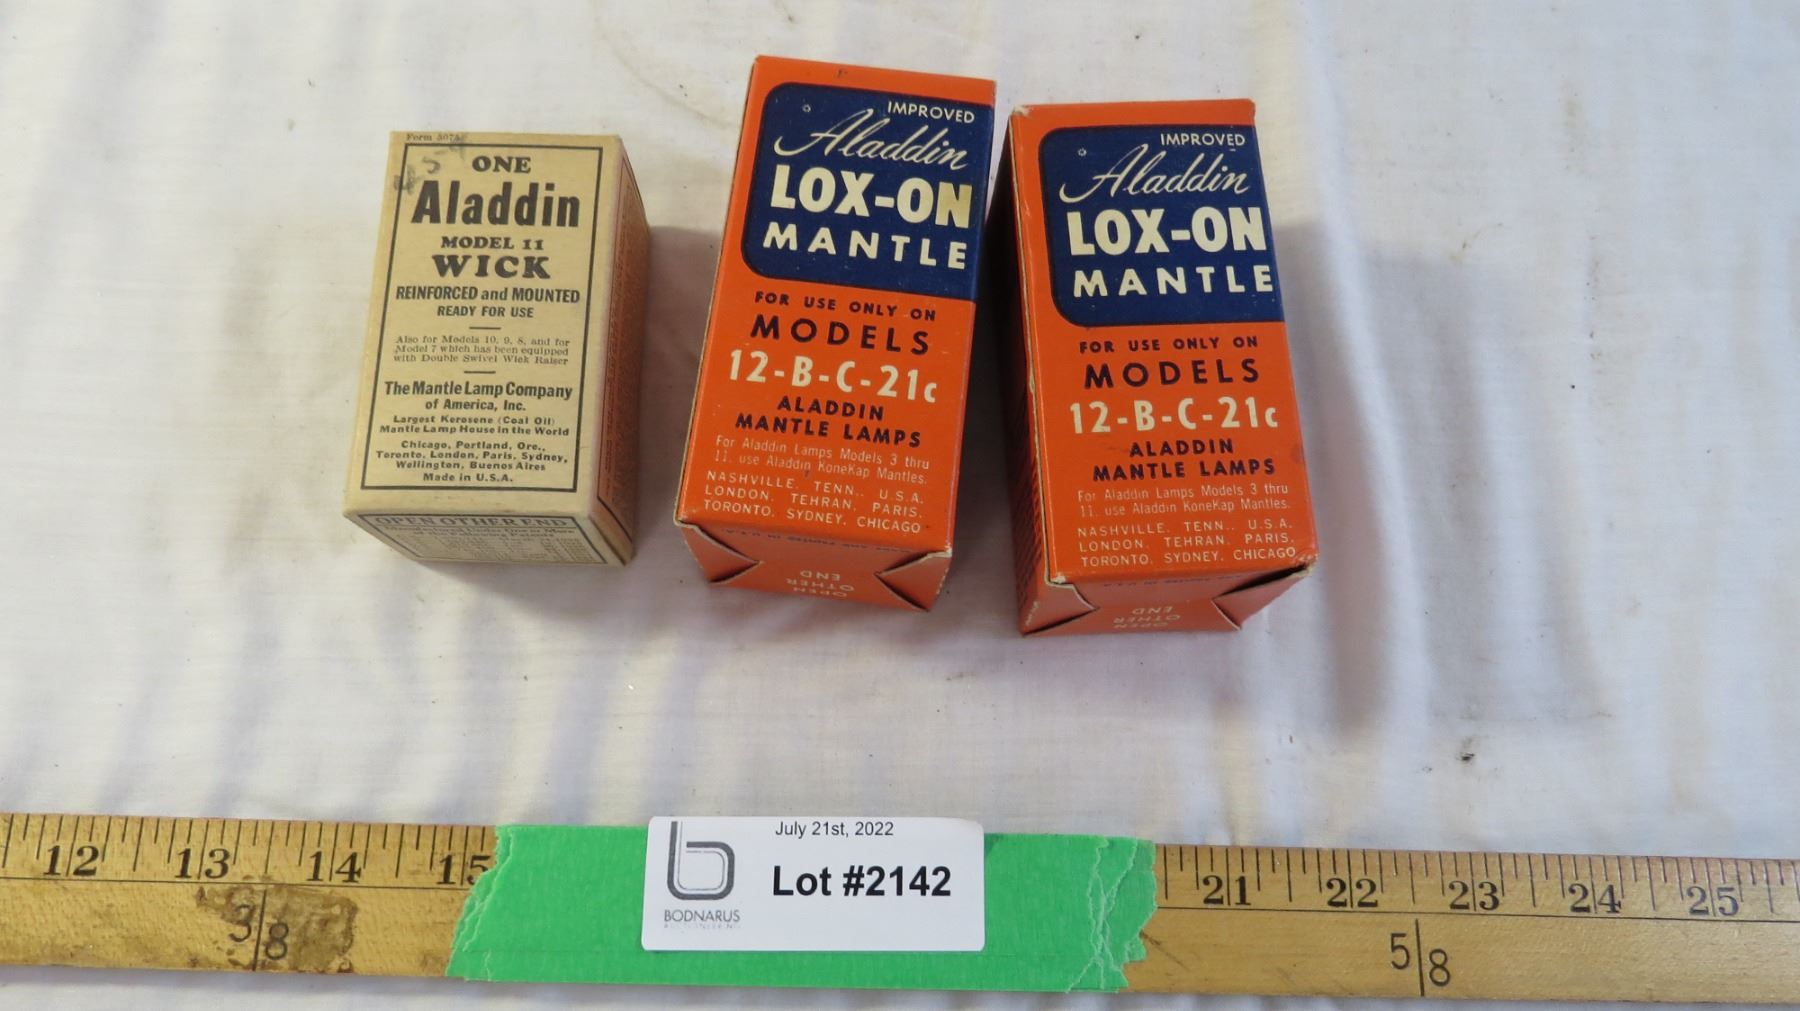 Form 5075
ONE
Aladdin
MODEL 11
WICK
REINFORCED and MOUNTED
READY FOR USE
Also for Models 10, 9, 8, and for
Model 7 which has been equipped
with Double Swivel Wick Raiser
The Mantle Lamp Company
of America, Inc.
Largest Kerosene (Coal Oil)
Mantle Lamp House in the World
Chicago, Portland, Ore.,
Toronto, London, Paris, Sydney,
Wellington, Buenos Aires
Made in U.S.A.
OPEN OTHER END
IMPROVED
Aladdin
LOX-ON
MANTLE
FOR USE ONLY ON
MODELS
12-B-C-21c
ALADDIN
MANTLE LAMPS
For Aladdin Lamps Models 3 thru
11. use Aladdin KoneKap Mantles.
NASHVILLE, TENN., U.S.A.
LONDON, TEHRAN, PARIS,
TORONTO, SYDNEY, CHICAGO
OPEN
OTHER
END
IMPROVED
Aladdin
LOX-ON
MANTLE
FOR USE ONLY ON
MODELS
12-B-C-21c
ALADDIN
MANTLE LAMPS
For Aladdin Lamps Models 3 thru
11. use Aladdin KoneKap Mantles.
NASHVILLE, TENN., U.S.A.
LONDON, TEHRAN, PARIS,
TORONTO, SYDNEY, CHICAGO
OPEN
OTHER
END
July 21st, 2022
Lot #2142
BODNARUS
AUCTIONEERING
12 13 14 15 21 22 23 24 25
3/8 5/8